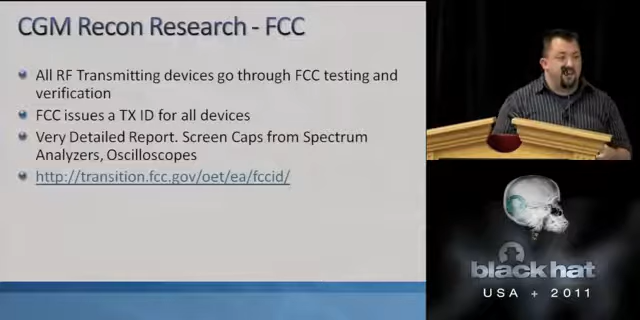 CGM Recon Research - FCC
All RF Transmitting devices go through FCC testing and
verification
FCC issues a TX ID for all devices
Very Detailed Report. Screen Caps from Spectrum
Analyzers, Oscilloscopes
http://transition.fcc.gov/oet/ea/fccid/
black hat
USA + 2011